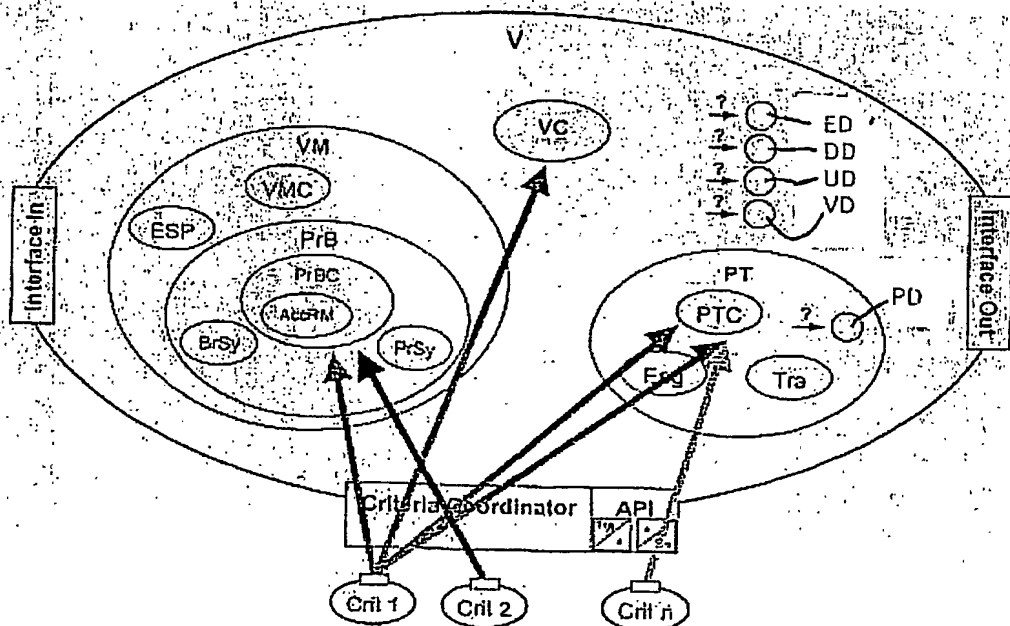 V
VC
?
ED
?
DD
?
UD
?
VD
VM
VMC
ESP
PrB
PrBC
AccRM
BrSy
PrSy
Interface In
Interface Out
PT
PTC
?
PD
Eng
Tra
Criteria Coordinator
API
Crit 1
Crit 2
Crit n